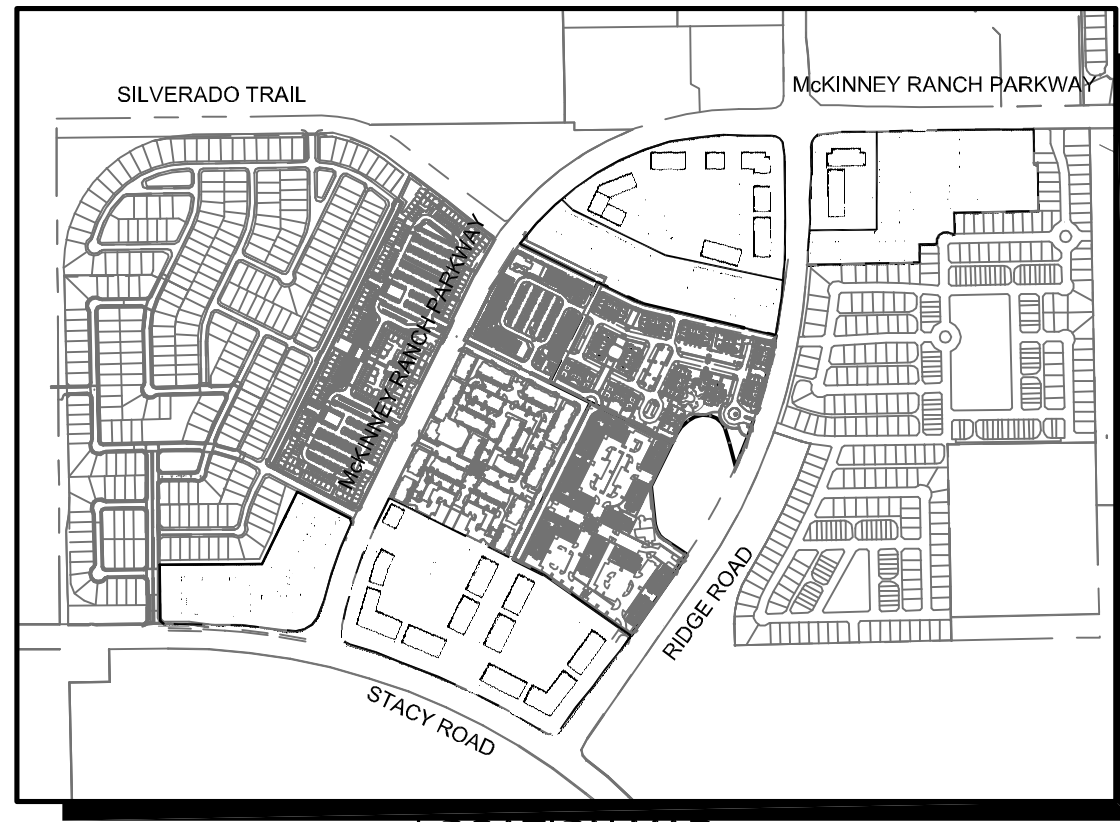 SILVERADO TRAIL
McKINNEY RANCH PARKWAY
McKINNEY RANCH PARKWAY
RIDGE ROAD
STACY ROAD